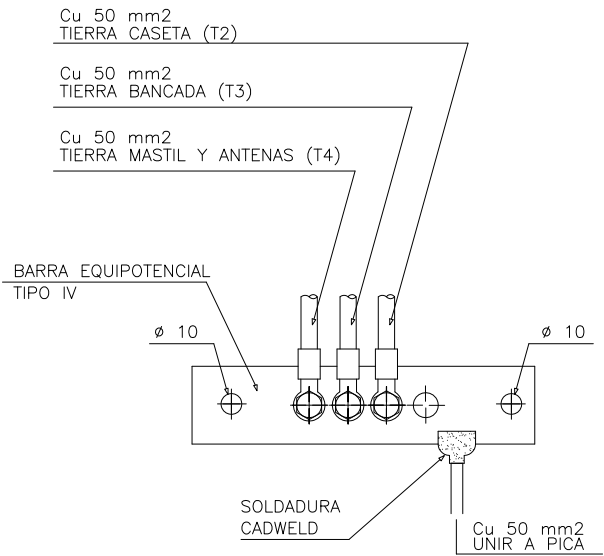 Cu 50 mm2
TIERRA CASETA (T2)
Cu 50 mm2
TIERRA BANCADA (T3)
Cu 50 mm2
TIERRA MASTIL Y ANTENAS (T4)
BARRA EQUIPOTENCIAL
TIPO IV
ø 10
ø 10
SOLDADURA
CADWELD
Cu 50 mm2
UNIR A PICA